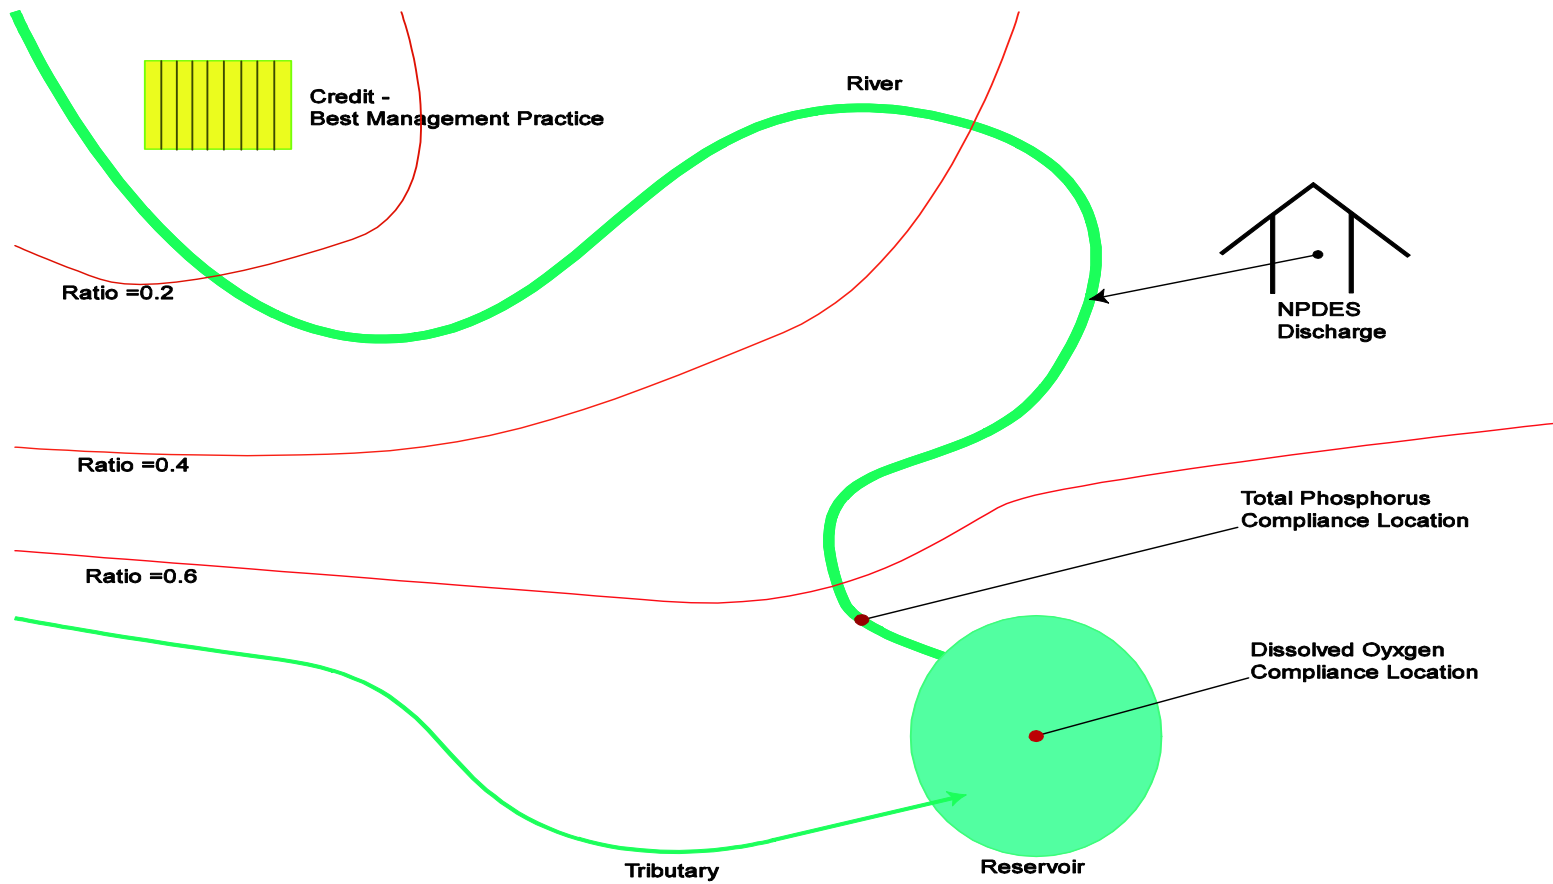 River
Credit -
Best Management Practice
Ratio =0.2
NPDES
Discharge
Ratio =0.4
Total Phosphorus
Compliance Location
Ratio =0.6
Dissolved Oyxgen
Compliance Location
Tributary
Reservoir